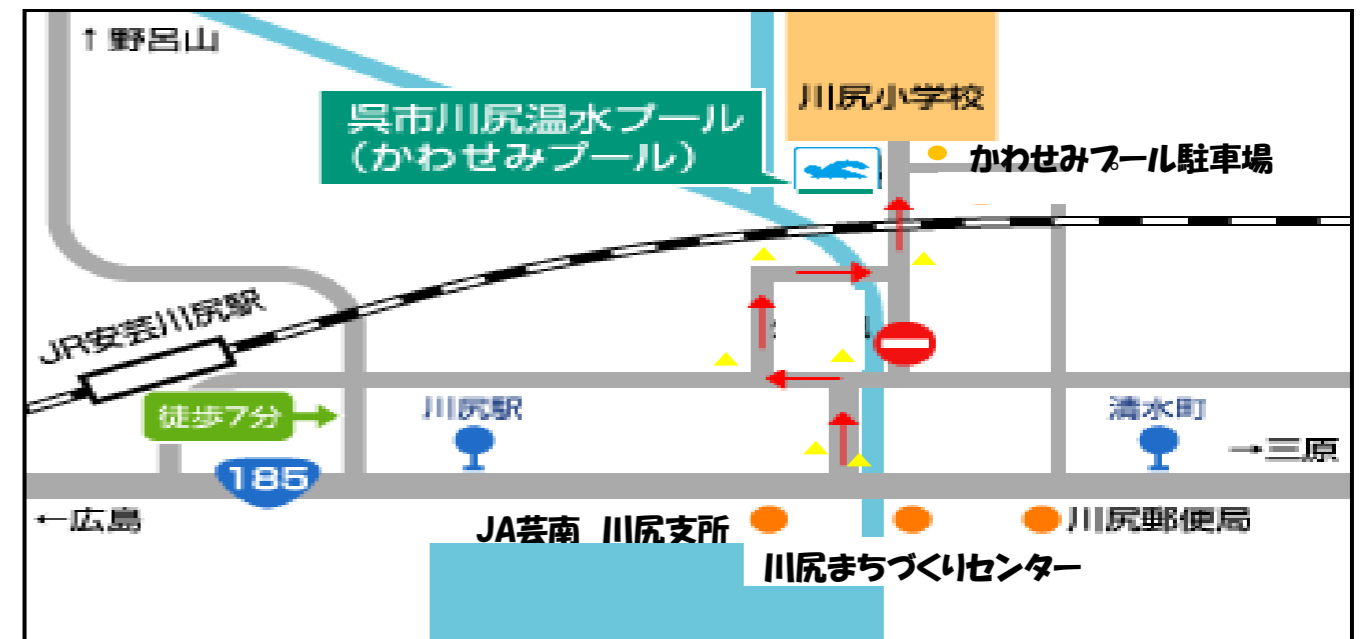 ↑野呂山
川尻小学校
呉市川尻温水プール
(かわせみプール)
かわせみプール駐車場
JR安芸川尻駅
徒歩7分→
川尻駅
清水町
185
→三原
←広島
JA芸南 川尻支所
川尻郵便局
川尻まちづくりセンター